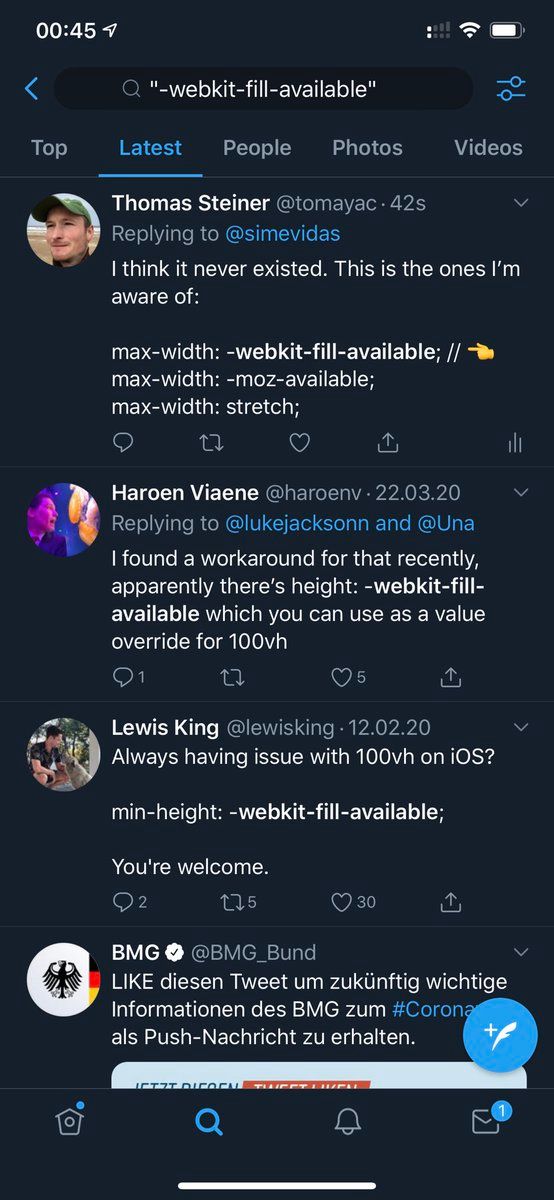 00:45
"-webkit-fill-available"
Top Latest People Photos Videos
Thomas Steiner @tomayac · 42s
Replying to @simevidas
I think it never existed. This is the ones I’m
aware of:
max-width: -webkit-fill-available; // 👈
max-width: -moz-available;
max-width: stretch;
Haroen Viaene @haroenv · 22.03.20
Replying to @lukejacksonn and @Una
I found a workaround for that recently,
apparently there’s height: -webkit-fill-
available which you can use as a value
override for 100vh
1 5
Lewis King @lewisking · 12.02.20
Always having issue with 100vh on iOS?
min-height: -webkit-fill-available;
You're welcome.
2 5 30
BMG @BMG_Bund
LIKE diesen Tweet um zukünftig wichtige
Informationen des BMG zum #Corona
als Push-Nachricht zu erhalten.
JETZT DIESEN TWEET LIKEN
1